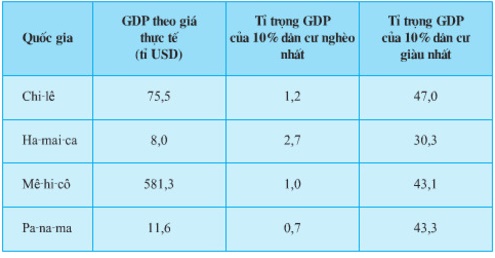 Quốc gia
GDP theo giá
thực tế
(tỉ USD)
Tỉ trọng GDP
của 10% dân cư nghèo
nhất
Tỉ trọng GDP
của 10% dân cư
giàu nhất
Chi-lê 75,5 1,2 47,0
Ha-mai-ca 8,0 2,7 30,3
Mê-hi-cô 581,3 1,0 43,1
Pa-na-ma 11,6 0,7 43,3